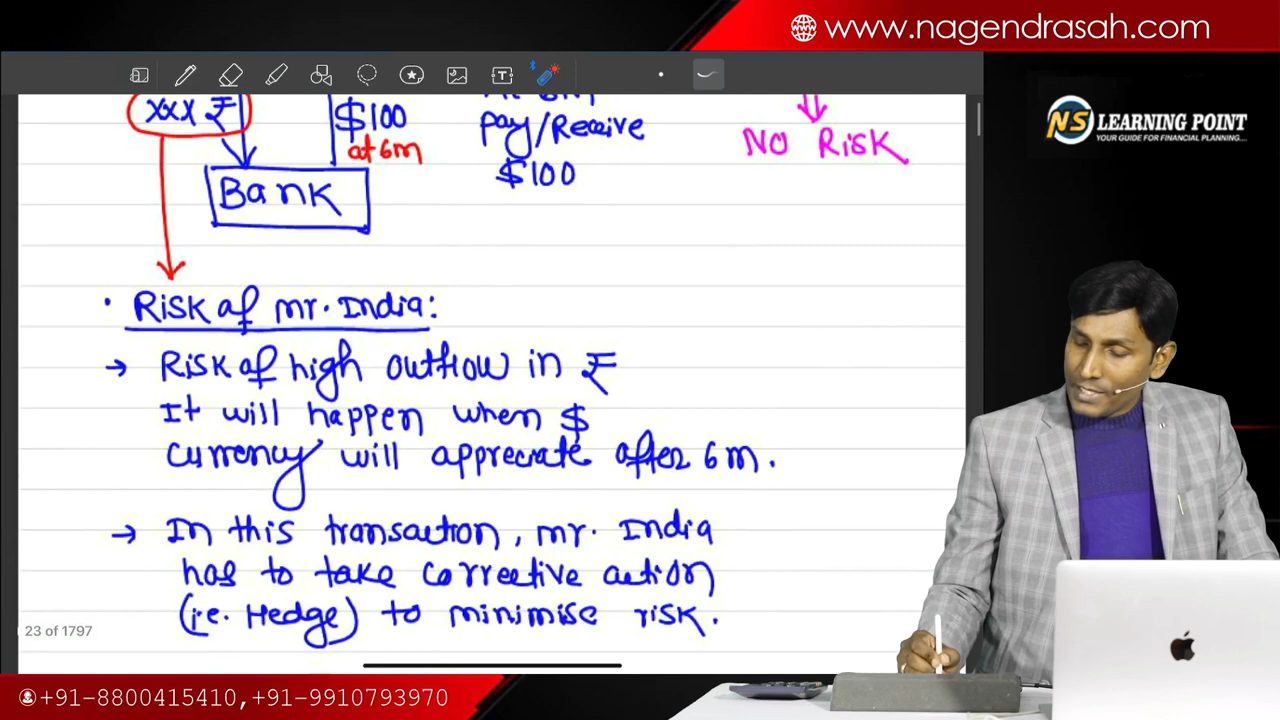 www.nagendrasah.com
NS LEARNING POINT
YOUR GUIDE FOR FINANCIAL PLANNING...
XXX ₹
$100
at 6m
Bank
pay/Receive
$100
NO RISK
• Risk of mr. India:
→ Risk of high outflow in ₹
It will happen when $
currency will appreciate after 6m.
→ In this transaction, mr. India
has to take corrective action
(i.e. Hedge) to minimise risk.
23 of 1797
+91-8800415410,+91-9910793970